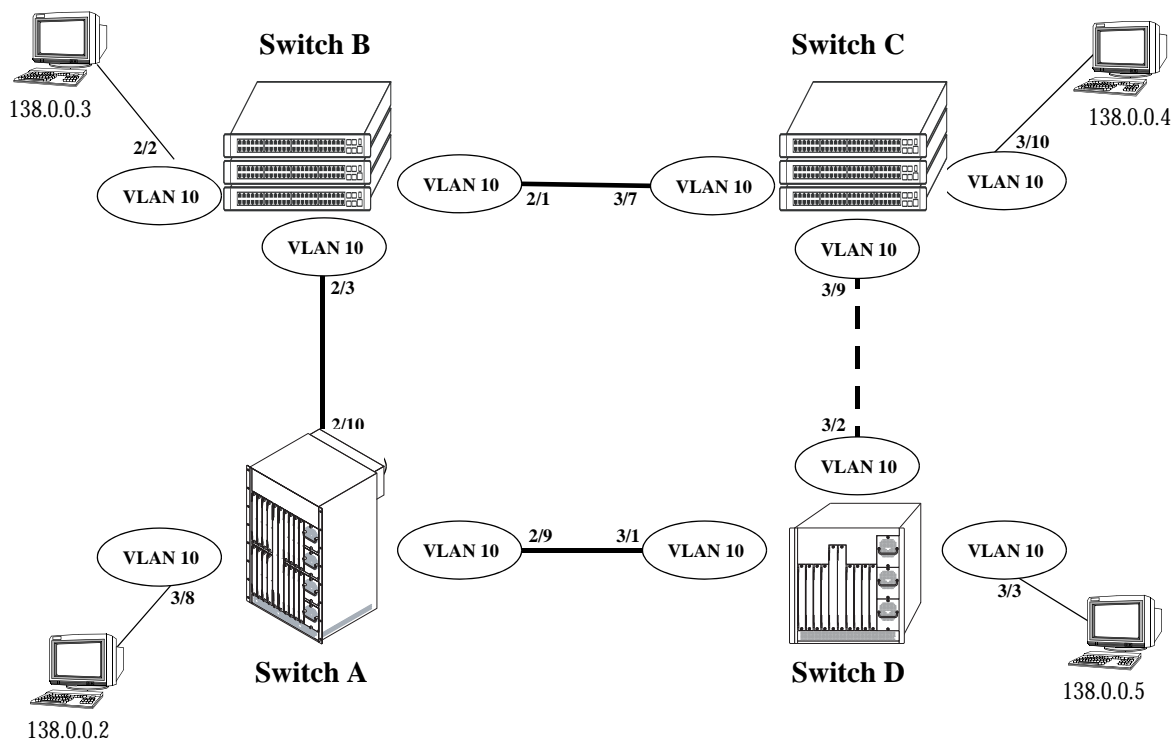 Switch B
Switch C
138.0.0.3
138.0.0.4
2/2
3/10
VLAN 10
VLAN 10
2/1
3/7
VLAN 10
VLAN 10
VLAN 10
VLAN 10
2/3
3/9
2/10
3/2
VLAN 10
VLAN 10
VLAN 10
2/9
3/1
VLAN 10
VLAN 10
3/8
3/3
Switch A
Switch D
138.0.0.2
138.0.0.5